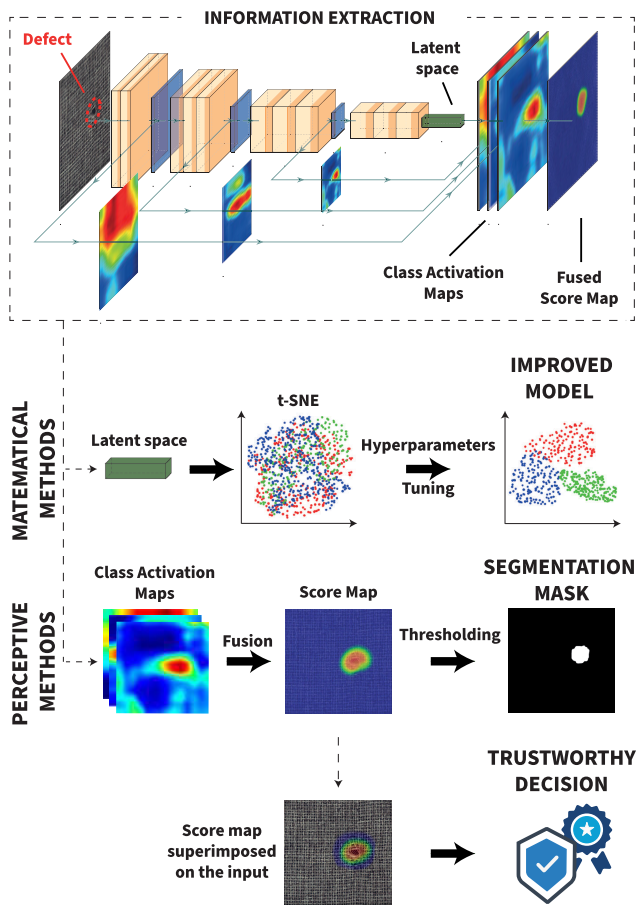 INFORMATION EXTRACTION
Defect
Latent
space
Class Activation
Maps
Fused
Score Map
MATEMATICAL
METHODS
Latent space
t-SNE
Hyperparameters
Tuning
IMPROVED
MODEL
PERCEPTIVE
METHODS
Class Activation
Maps
Fusion
Score Map
Thresholding
SEGMENTATION
MASK
Score map
superimposed
on the input
TRUSTWORTHY
DECISION